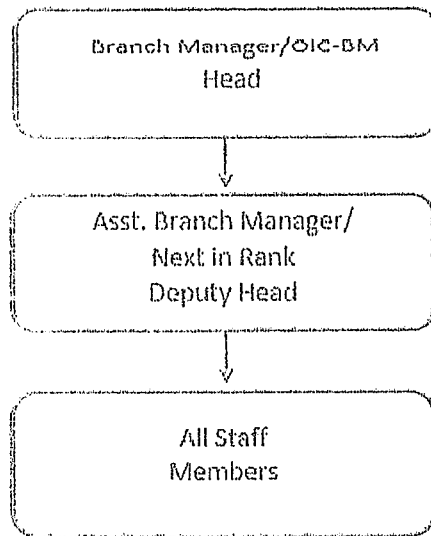 Branch Manager/OIC-BM
Head
Asst. Branch Manager/
Next in Rank
Deputy Head
All Staff
Members